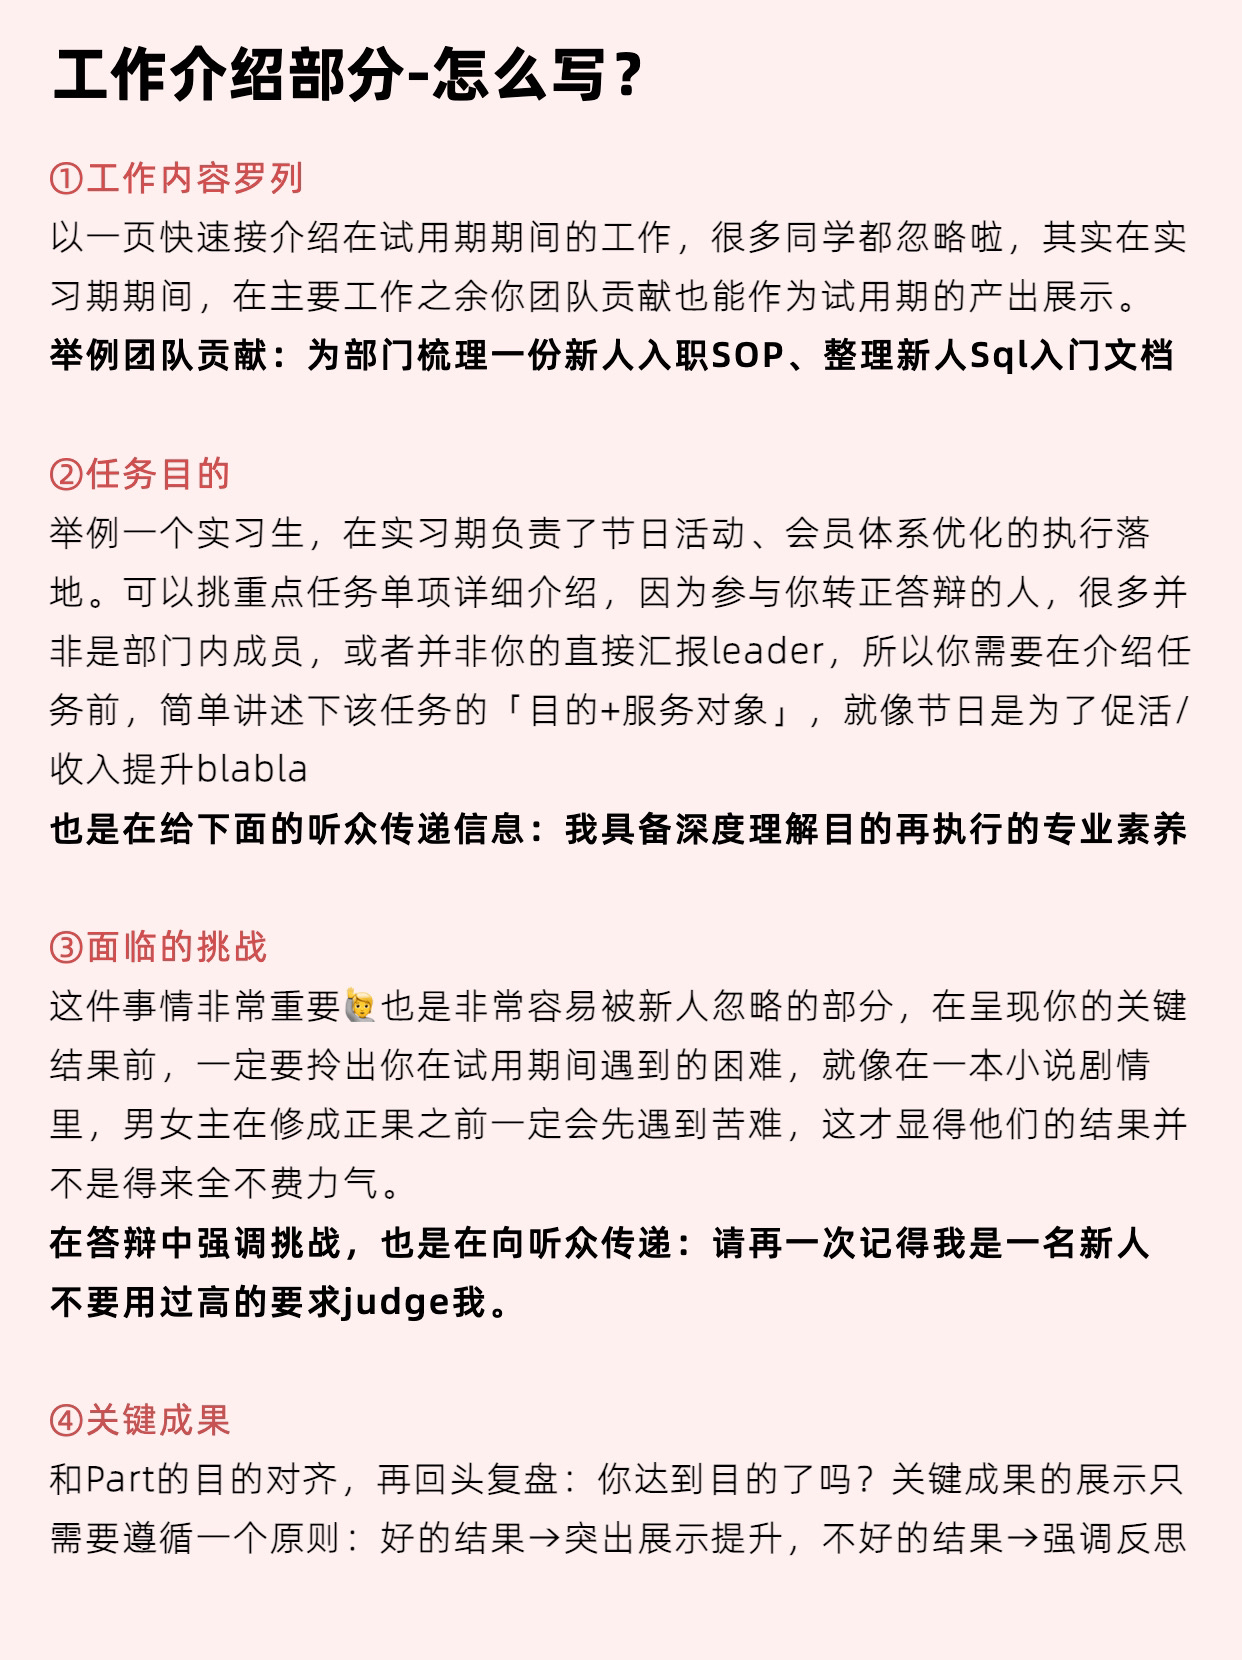 工作介绍部分-怎么写？
①工作内容罗列
以一页快速接介绍在试用期期间的工作，很多同学都忽略啦，其实在实
习期期间，在主要工作之余你团队贡献也能作为试用期的产出展示。
举例团队贡献：为部门梳理一份新人入职SOP、整理新人Sql入门文档
②任务目的
举例一个实习生，在实习期负责了节日活动、会员体系优化的执行落
地。可以挑重点任务单项详细介绍，因为参与你转正答辩的人，很多并
非是部门内成员，或者并非你的直接汇报leader，所以你需要在介绍任
务前，简单讲述下该任务的「目的+服务对象」，就像节日是为了促活/
收入提升blabla
也是在给下面的听众传递信息：我具备深度理解目的再执行的专业素养
③面临的挑战
这件事情非常重要🙋也是非常容易被新人忽略的部分，在呈现你的关键
结果前，一定要拎出你在试用期间遇到的困难，就像在一本小说剧情
里，男女主在修成正果之前一定会先遇到苦难，这才显得他们的结果并
不是得来全不费力气。
在答辩中强调挑战，也是在向听众传递：请再一次记得我是一名新人
不要用过高的要求judge我。
④关键成果
和Part的目的对齐，再回头复盘：你达到目的了吗？关键成果的展示只
需要遵循一个原则：好的结果→突出展示提升，不好的结果→强调反思